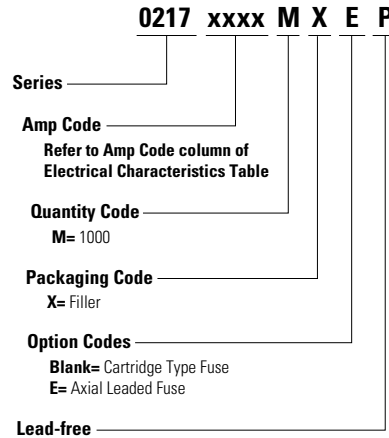 0217 xxxx M X E P
Series
Amp Code
Refer to Amp Code column of
Electrical Characteristics Table
Quantity Code
M= 1000
Packaging Code
X= Filler
Option Codes
Blank= Cartridge Type Fuse
E= Axial Leaded Fuse
Lead-free